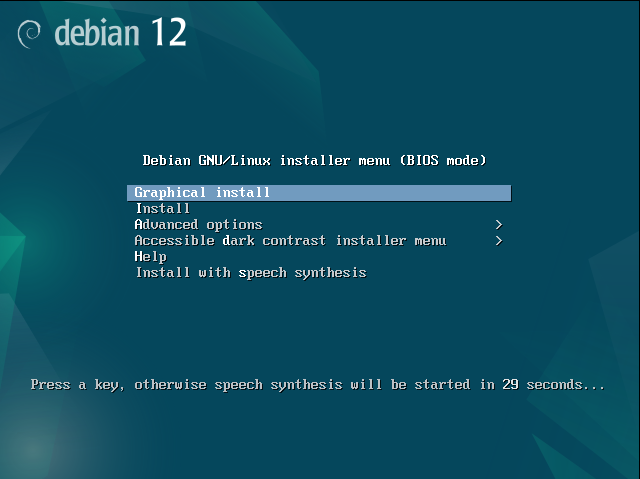 debian 12
Debian GNU/Linux installer menu (BIOS mode)
Graphical install
Install
Advanced options >
Accessible dark contrast installer menu >
Help
Install with speech synthesis
Press a key, otherwise speech synthesis will be started in 29 seconds...